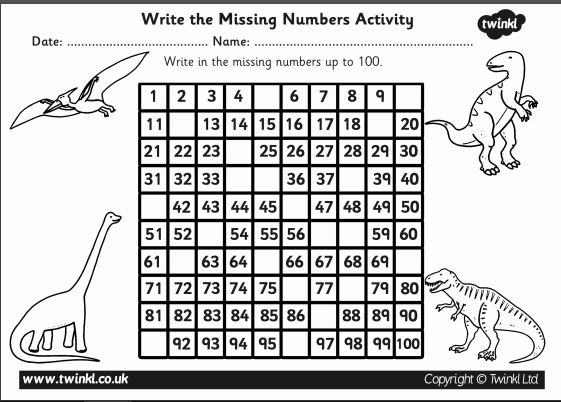 Write the Missing Numbers Activity
twinkl
Date: .................................... Name: ........................................................
Write in the missing numbers up to 100.
1 2 3 4 6 7 8 9
11 13 14 15 16 17 18 20
21 22 23 25 26 27 28 29 30
31 32 33 36 37 39 40
42 43 44 45 47 48 49 50
51 52 54 55 56 59 60
61 63 64 66 67 68 69
71 72 73 74 75 77 79 80
81 82 83 84 85 86 88 89 90
92 93 94 95 97 98 99 100
www.twinkl.co.uk
Copyright © Twinkl Ltd